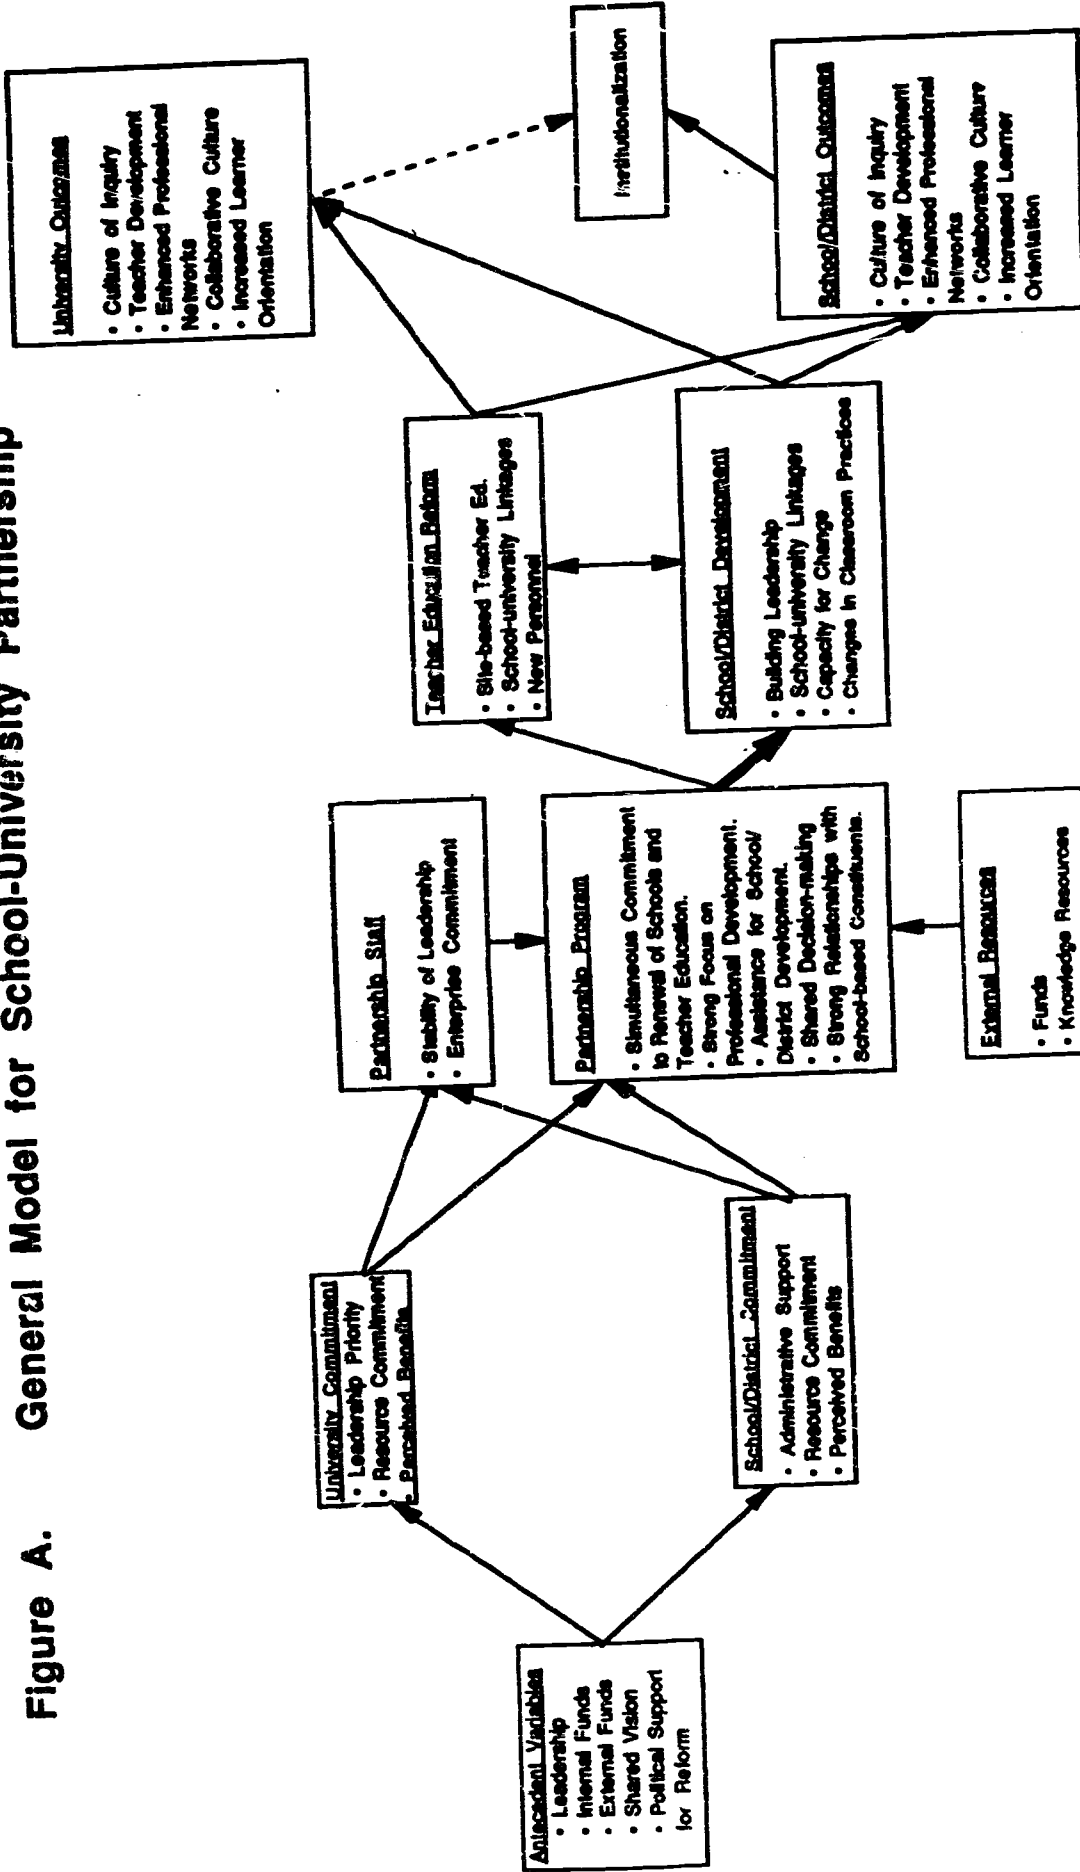 Figure A. General Model for School-University Partnership
Antecedent Variables
• Leadership
• Internal Funds
• External Funds
• Shared Vision
• Political Support
for Reform
University Commitment
• Leadership Priority
• Resource Commitment
• Perceived Benefits
School/District Commitment
• Administrative Support
• Resource Commitment
• Perceived Benefits
Partnership Staff
• Stability of Leadership
• Enterprise Commitment
Partnership Program
• Simultaneous Commitment
to Renewal of Schools and
Teacher Education.
• Strong Focus on
Professional Development.
• Assistance for School/
District Development.
• Shared Decision-making
• Strong Relationships with
School-based Constituents.
External Resources
• Funds
• Knowledge Resources
Teacher Education Reform
• Site-based Teacher Ed.
• School-university Linkages
• New Personnel
School/District Development
• Building Leadership
• School-university Linkages
• Capacity for Change
• Changes in Classroom Practices
University Outcomes
• Culture of Inquiry
• Teacher Development
• Enhanced Professional
Networks
• Collaborative Culture
• Increased Learner
Orientation
Institutionalization
School/District Outcomes
• Culture of Inquiry
• Teacher Development
• Enhanced Professional
Networks
• Collaborative Culture
• Increased Learner
Orientation